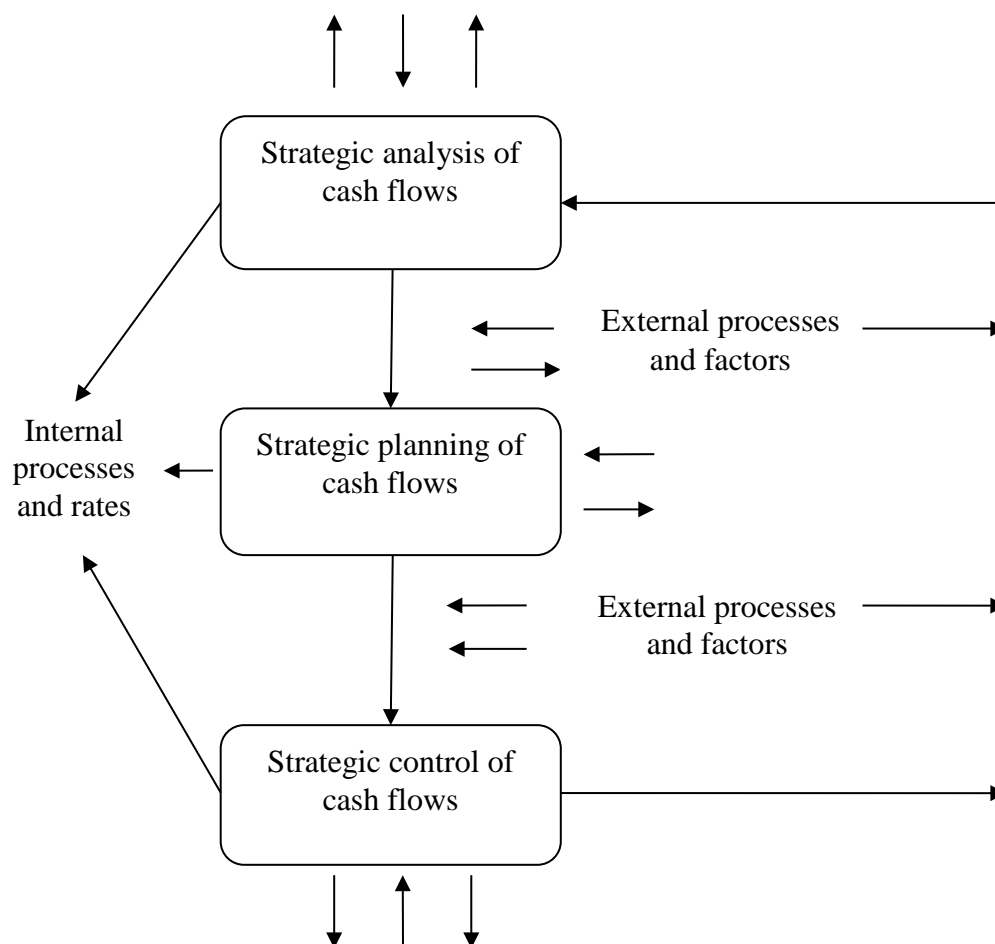 Strategic analysis of
cash flows
External processes
and factors
Internal
processes
and rates
Strategic planning of
cash flows
External processes
and factors
Strategic control of
cash flows